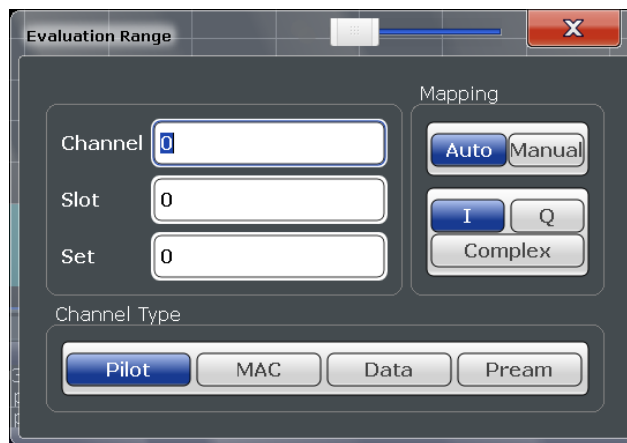 Evaluation Range
X
Mapping
Channel 0
Auto Manual
Slot 0
I Q
Set 0
Complex
Channel Type
Pilot MAC Data Pream